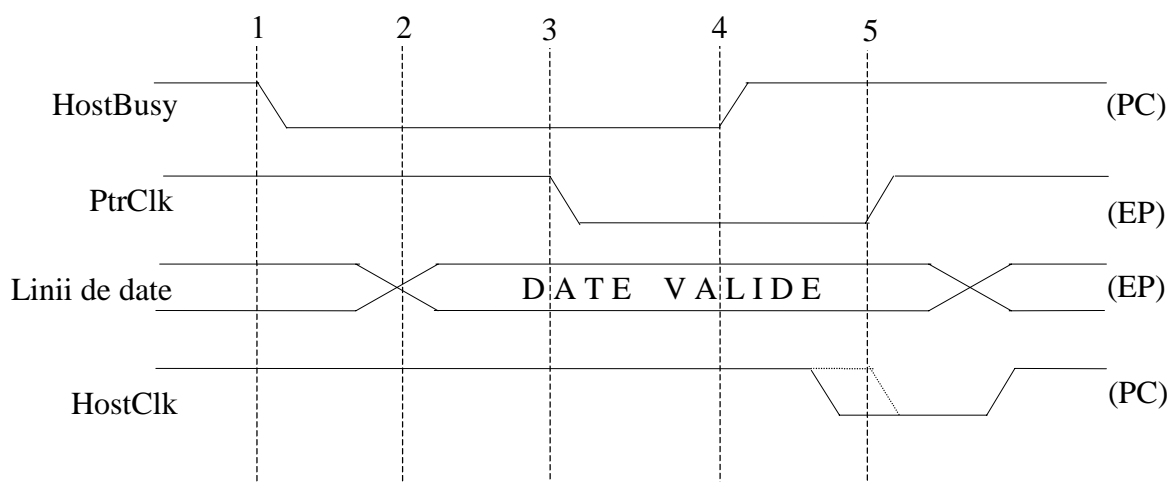 1 2 3 4 5
HostBusy (PC)
PtrClk (EP)
Linii de date DATE VALIDE (EP)
HostClk (PC)